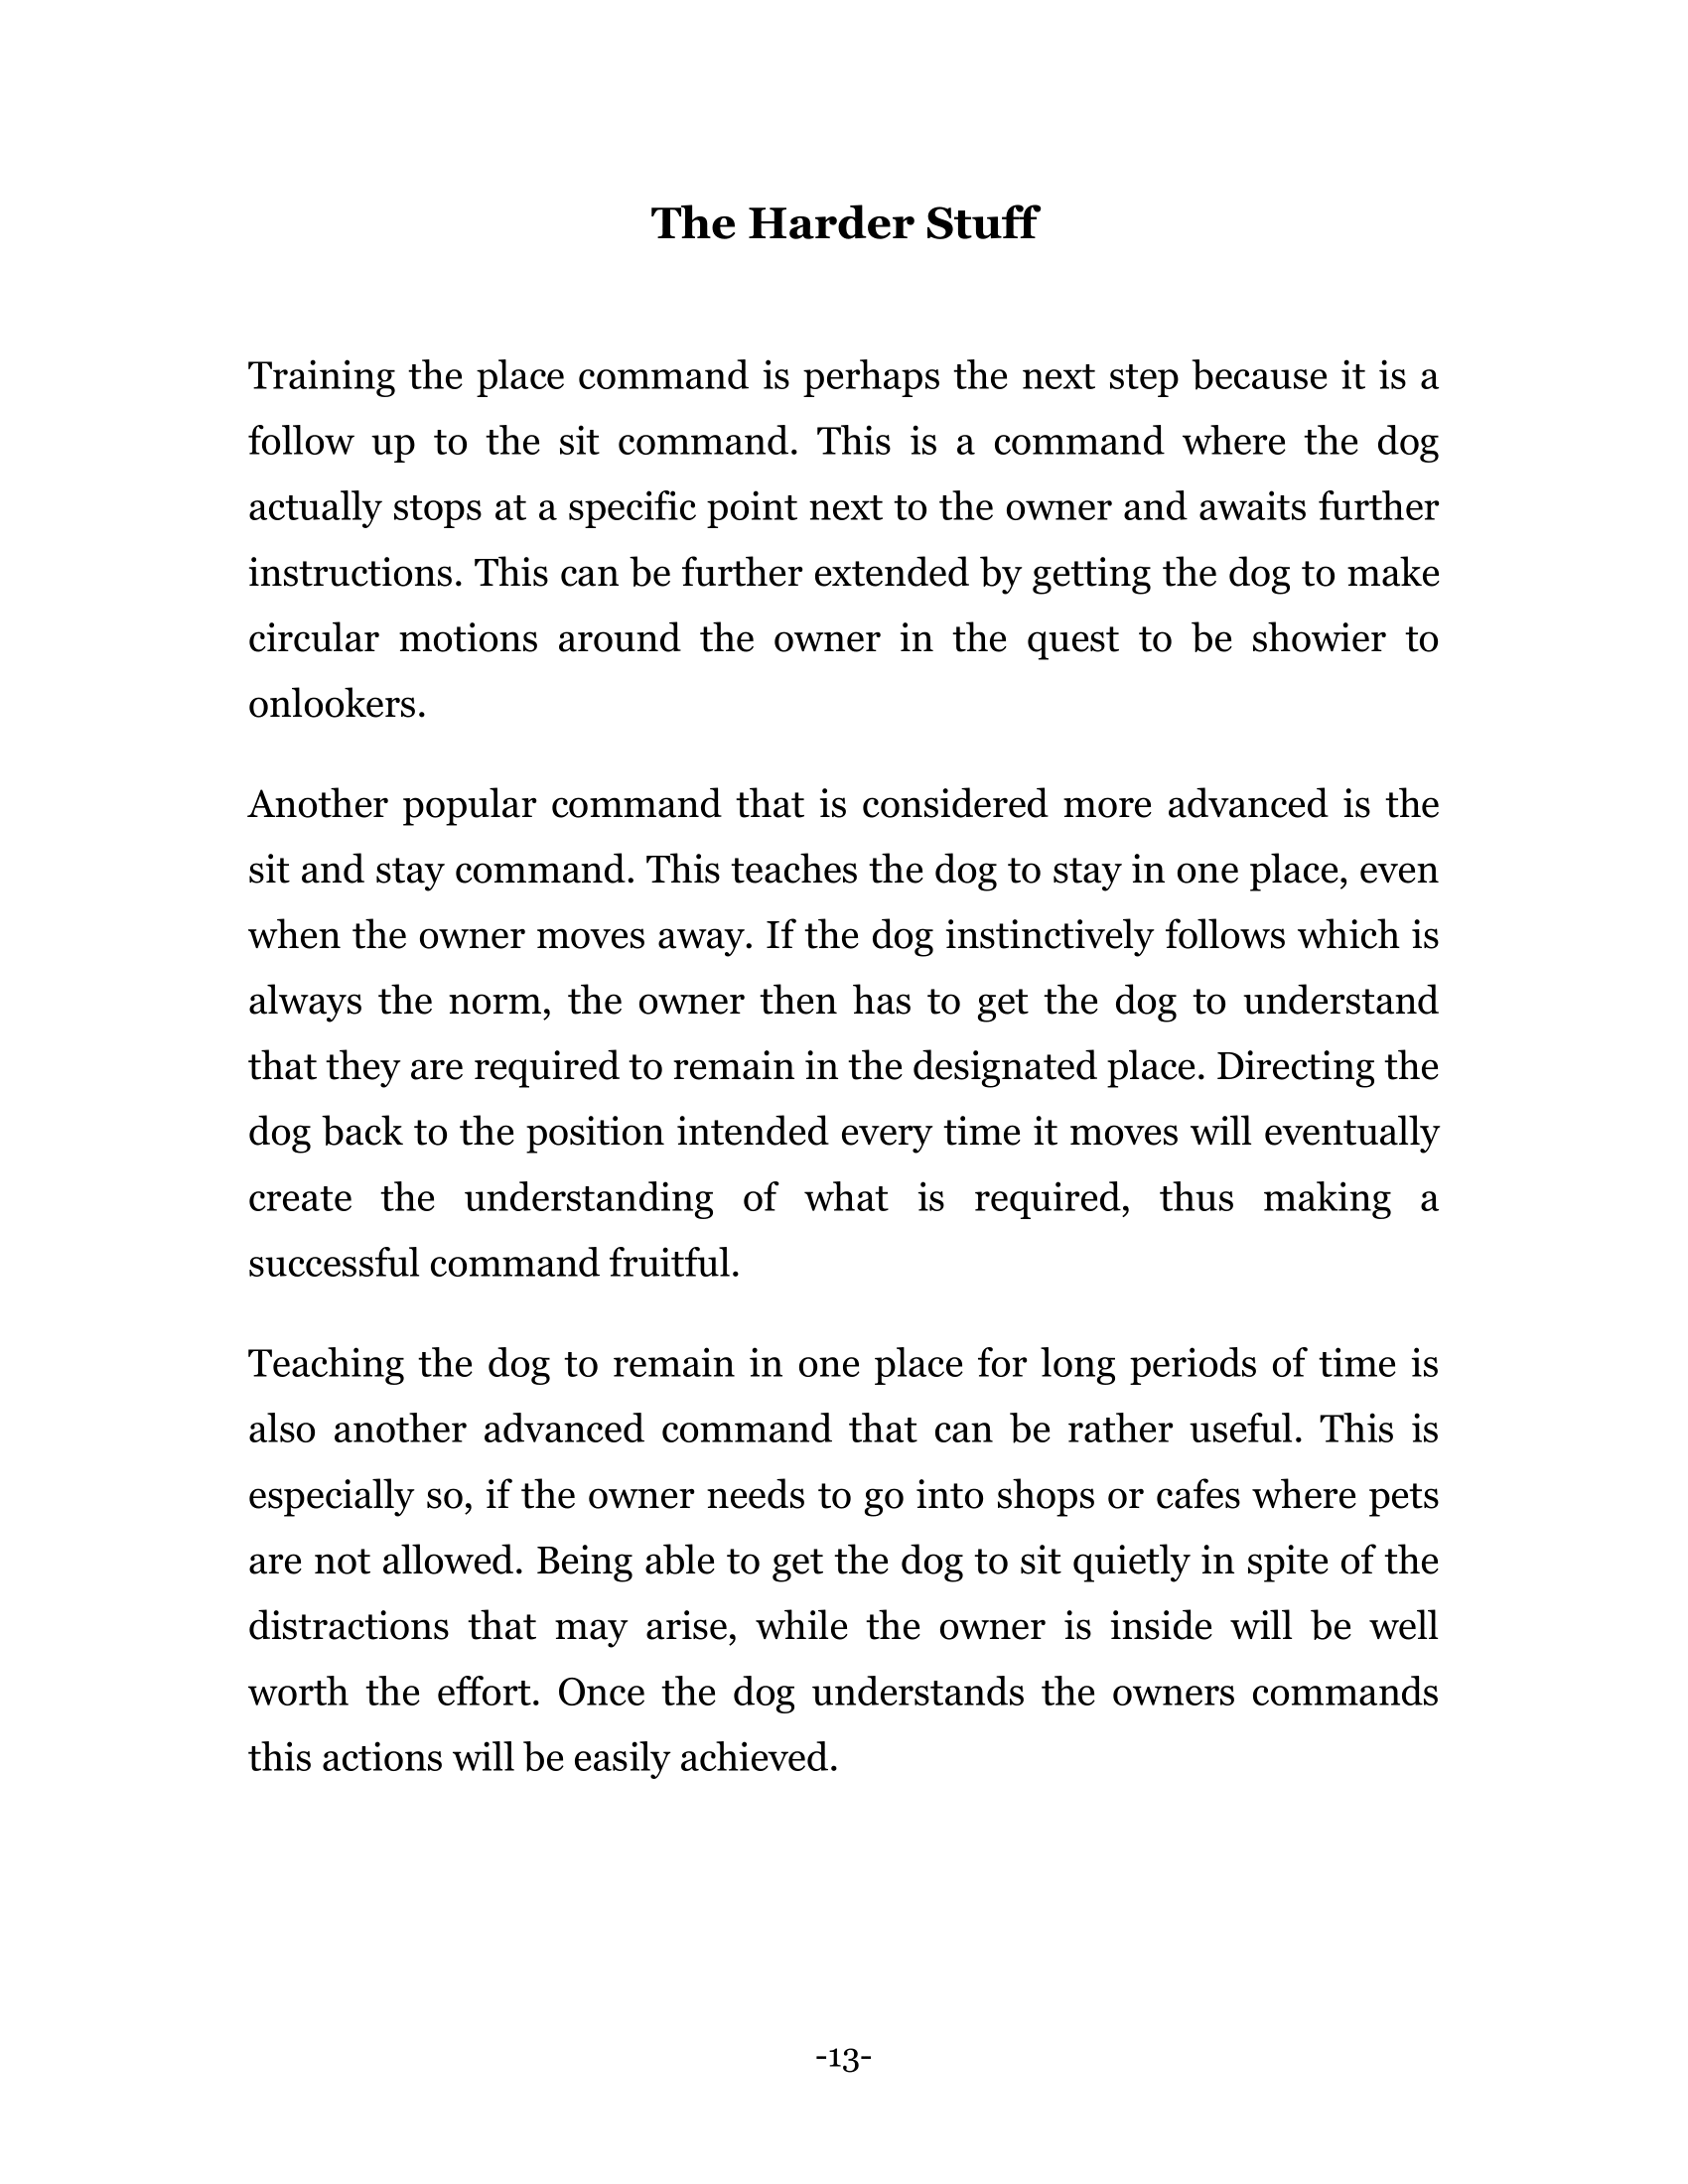 The Harder Stuff
Training the place command is perhaps the next step because it is a
follow up to the sit command. This is a command where the dog
actually stops at a specific point next to the owner and awaits further
instructions. This can be further extended by getting the dog to make
circular motions around the owner in the quest to be showier to
onlookers.
Another popular command that is considered more advanced is the
sit and stay command. This teaches the dog to stay in one place, even
when the owner moves away. If the dog instinctively follows which is
always the norm, the owner then has to get the dog to understand
that they are required to remain in the designated place. Directing the
dog back to the position intended every time it moves will eventually
create the understanding of what is required, thus making a
successful command fruitful.
Teaching the dog to remain in one place for long periods of time is
also another advanced command that can be rather useful. This is
especially so, if the owner needs to go into shops or cafes where pets
are not allowed. Being able to get the dog to sit quietly in spite of the
distractions that may arise, while the owner is inside will be well
worth the effort. Once the dog understands the owners commands
this actions will be easily achieved.
-13-